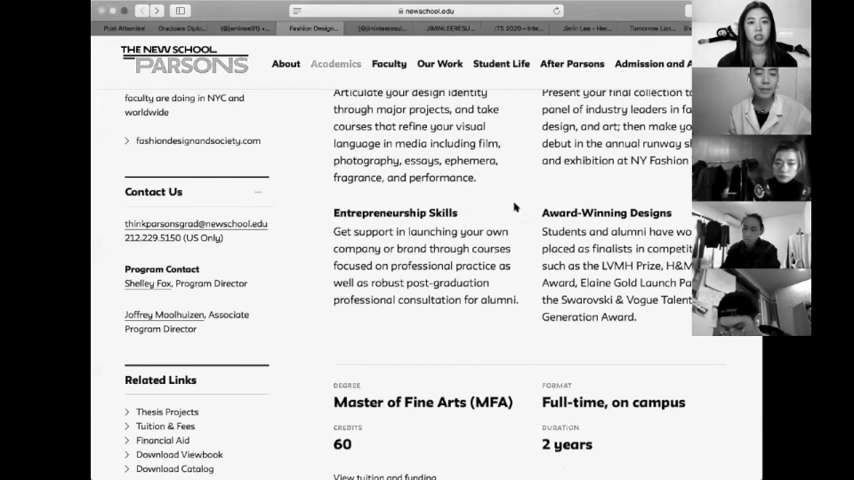 newschool.edu
Post Attendee
Graduate Diplo...
Fashion Design...
ITS 2020 – Inte...
Jimin Lee - Her...
Tomorrow Lon...
THE NEW SCHOOL
PARSONS
About Academics Faculty Our Work Student Life After Parsons Admission and A
faculty are doing in NYC and
worldwide
fashiondesignandsociety.com
Contact Us
thinkparsonsgrad@newschool.edu
212.229.5150 (US Only)
Program Contact
Shelley Fox, Program Director
Joffrey Moolhuizen, Associate
Program Director
Related Links
Thesis Projects
Tuition & Fees
Financial Aid
Download Viewbook
Download Catalog
Articulate your design identity
through major projects, and take
courses that refine your visual
language in media including film,
photography, essays, ephemera,
fragrance, and performance.
Present your final collection to
panel of industry leaders in fa
design, and art; then make yo
debut in the annual runway sh
and exhibition at NY Fashion
Entrepreneurship Skills
Get support in launching your own
company or brand through courses
focused on professional practice as
well as robust post-graduation
professional consultation for alumni.
Award-Winning Designs
Students and alumni have wo
placed as finalists in competit
such as the LVMH Prize, H&M
Award, Elaine Gold Launch Pa
the Swarovski & Vogue Talent
Generation Award.
DEGREE
Master of Fine Arts (MFA)
FORMAT
Full-time, on campus
CREDITS
60
DURATION
2 years
View tuition and funding